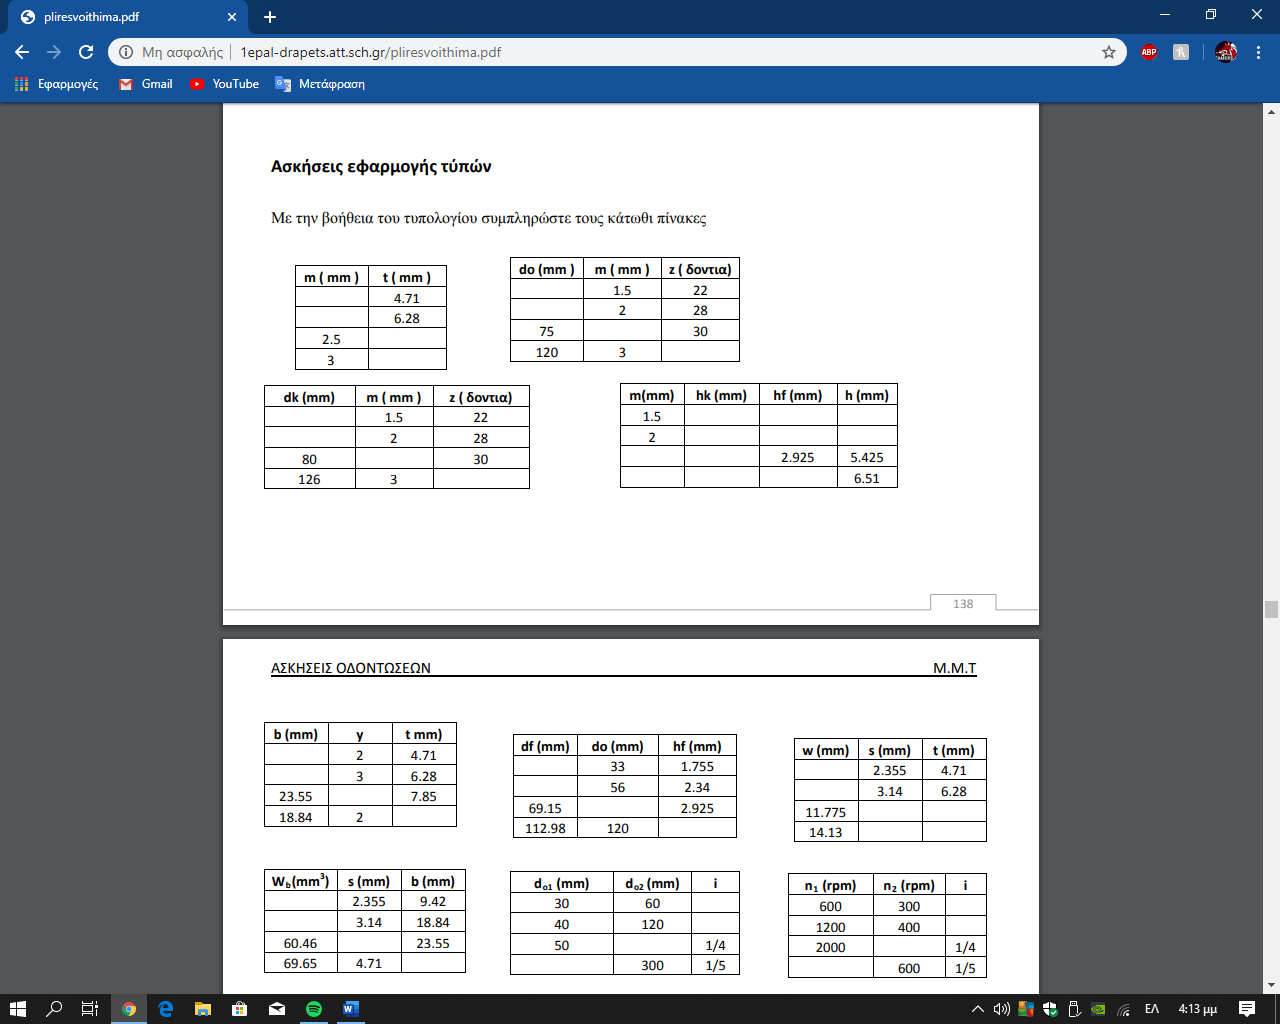 pliresvoithima.pdf
Μη ασφαλής | 1epal-drapets.att.sch.gr/pliresvoithima.pdf
ABP
Εφαρμογές Gmail YouTube Μετάφραση
Ασκήσεις εφαρμογής τύπών
Με την βοήθεια του τυπολογίου συμπληρώστε τους κάτωθι πίνακες
m ( mm ) t ( mm )
4.71
6.28
2.5
3
do (mm ) m ( mm ) z ( δοντια)
1.5 22
2 28
75 30
120 3
dk (mm) m ( mm ) z ( δοντια)
1.5 22
2 28
80 30
126 3
m(mm) hk (mm) hf (mm) h (mm)
1.5
2
2.925 5.425
6.51
138
ΑΣΚΗΣΕΙΣ ΟΔΟΝΤΩΣΕΩΝ Μ.Μ.Τ
b (mm) y t mm)
2 4.71
3 6.28
23.55 7.85
18.84 2
df (mm) do (mm) hf (mm)
33 1.755
56 2.34
69.15 2.925
112.98 120
w (mm) s (mm) t (mm)
2.355 4.71
3.14 6.28
11.775
14.13
Wb(mm3) s (mm) b (mm)
2.355 9.42
3.14 18.84
60.46 23.55
69.65 4.71
do1 (mm) do2 (mm) i
30 60
40 120
50 1/4
300 1/5
n1 (rpm) n2 (rpm) i
600 300
1200 400
2000 1/4
600 1/5
ΕΛ 4:13 μμ